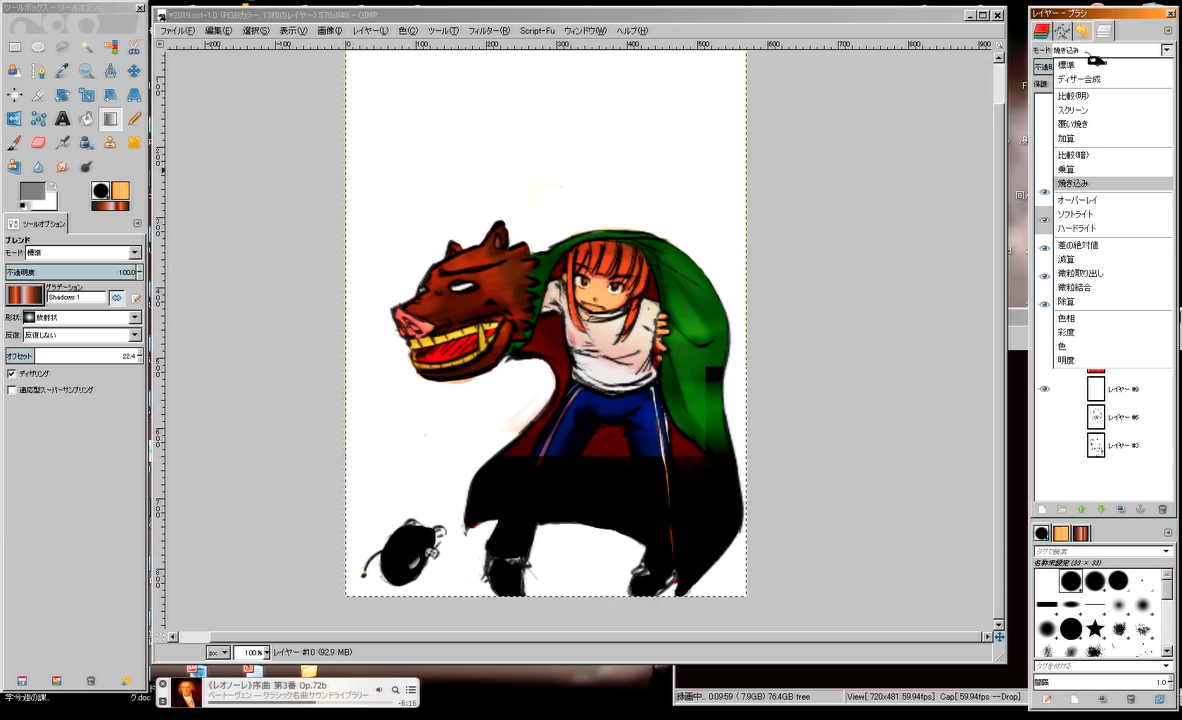 ツールボックス - ツールオプション
ツールオプション
ブレンド
モード: 標準
不透明度 100.0
グラデーション
Shadows 1
形状: 放射状
反復: 反復しない
オフセット 22.4
ディザリング
適応型スーパーサンプリング
*2019.xcf-1.0 (RGBカラー, 13枚のレイヤー) 570x840 - GIMP
ファイル(F) 編集(E) 選択(S) 表示(V) 画像(I) レイヤー(L) 色(C) ツール(T) フィルター(R) Script-Fu ウィンドウ(W) ヘルプ(H)
px 100% レイヤー #10 (92.9 MB)
《レオノーレ》序曲 第3番 Op.72b
ベートーヴェン — クラシック名曲サウンドライブラリー
-6:16
録画中... 0:09:59 ( 7.9GB) 76.4GB free View[ 720x481 59.94fps] Cap[ 59.94fps --Drop]
レイヤー - ブラシ
モード: 焼き込み
不透明
保護:
標準
ディザー合成
比較(明)
スクリーン
覆い焼き
加算
比較(暗)
乗算
焼き込み
オーバーレイ
ソフトライト
ハードライト
差の絶対値
減算
微粒取り出し
微粒結合
除算
色相
彩度
色
明度
レイヤー #9
レイヤー #6
レイヤー #3
タグで検索
名称未設定 (33 × 33)
タグを付ける
間隔 1.0